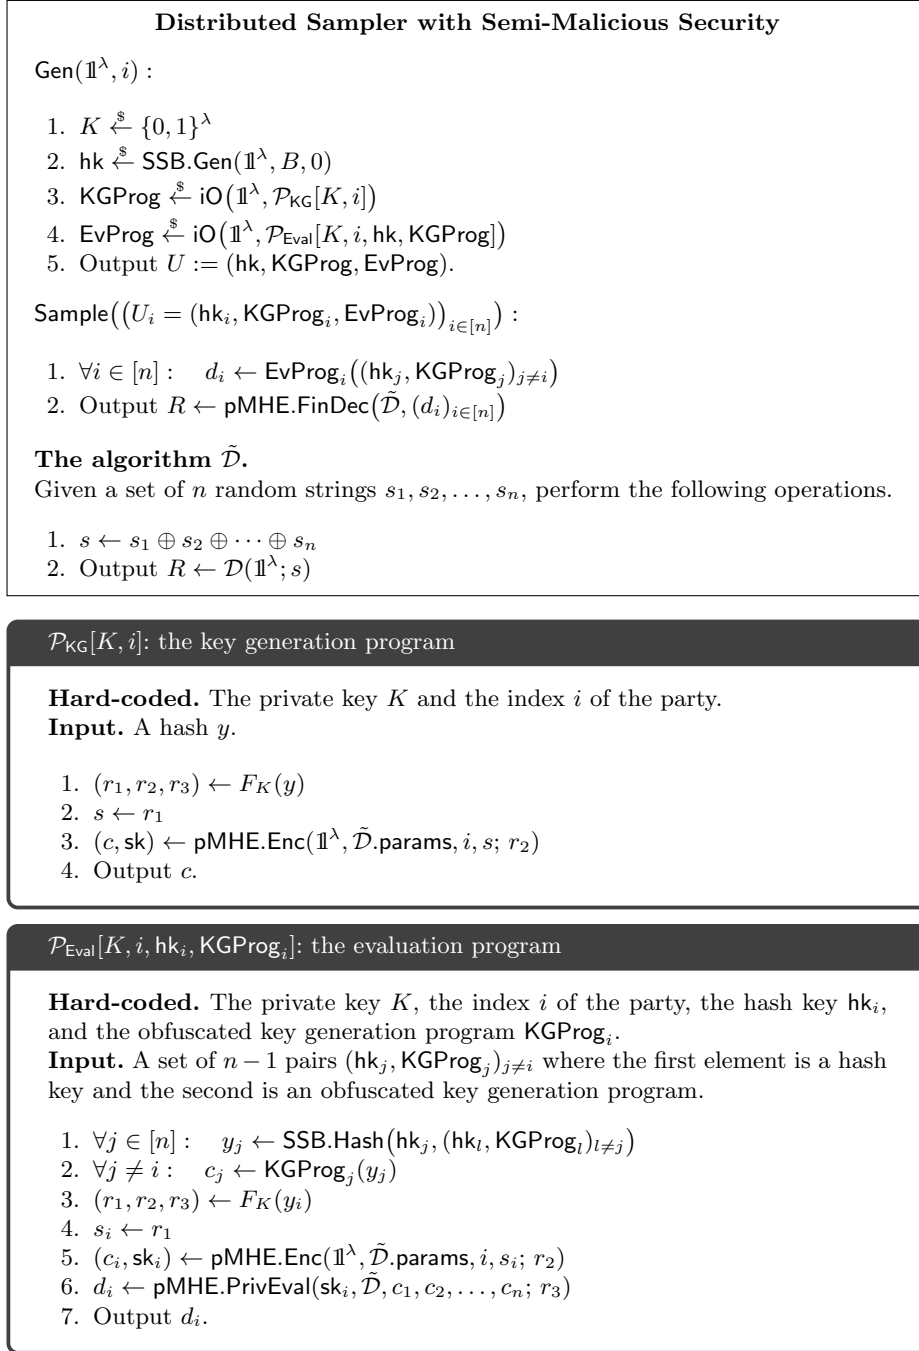 Distributed Sampler with Semi-Malicious Security
Gen(𝟙^λ, i) :
1. K ←$ {0, 1}^λ
2. hk ←$ SSB.Gen(𝟙^λ, B, 0)
3. KGProg ←$ iO(𝟙^λ, 𝒫_KG[K, i])
4. EvProg ←$ iO(𝟙^λ, 𝒫_Eval[K, i, hk, KGProg])
5. Output U := (hk, KGProg, EvProg).
Sample((U_i = (hk_i, KGProg_i, EvProg_i))_{i∈[n]}) :
1. ∀i ∈ [n] : d_i ← EvProg_i((hk_j, KGProg_j)_{j≠i})
2. Output R ← pMHE.FinDec(𝒟̃, (d_i)_{i∈[n]})
The algorithm 𝒟̃.
Given a set of n random strings s_1, s_2, . . . , s_n, perform the following operations.
1. s ← s_1 ⊕ s_2 ⊕ · · · ⊕ s_n
2. Output R ← 𝒟(𝟙^λ; s)
𝒫_KG[K, i]: the key generation program
Hard-coded. The private key K and the index i of the party.
Input. A hash y.
1. (r_1, r_2, r_3) ← F_K(y)
2. s ← r_1
3. (c, sk) ← pMHE.Enc(𝟙^λ, 𝒟̃.params, i, s; r_2)
4. Output c.
𝒫_Eval[K, i, hk_i, KGProg_i]: the evaluation program
Hard-coded. The private key K, the index i of the party, the hash key hk_i,
and the obfuscated key generation program KGProg_i.
Input. A set of n − 1 pairs (hk_j, KGProg_j)_{j≠i} where the first element is a hash
key and the second is an obfuscated key generation program.
1. ∀j ∈ [n] : y_j ← SSB.Hash(hk_j, (hk_l, KGProg_l)_{l≠j})
2. ∀j ≠ i : c_j ← KGProg_j(y_j)
3. (r_1, r_2, r_3) ← F_K(y_i)
4. s_i ← r_1
5. (c_i, sk_i) ← pMHE.Enc(𝟙^λ, 𝒟̃.params, i, s_i; r_2)
6. d_i ← pMHE.PrivEval(sk_i, 𝒟̃, c_1, c_2, . . . , c_n; r_3)
7. Output d_i.